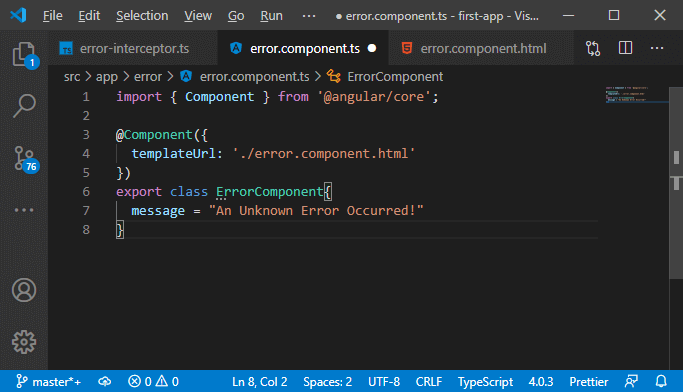 File Edit Selection View Go Run ··· ● error.component.ts - first-app - Vis...
TS error-interceptor.ts error.component.ts ● error.component.html ···
src > app > error > error.component.ts > ErrorComponent
1 import { Component } from '@angular/core';
2
3 @Component({
4 templateUrl: './error.component.html'
5 })
6 export class ErrorComponent{
7 message = "An Unknown Error Occurred!"
8 }
1
76
master*+ 0 0 Ln 8, Col 2 Spaces: 2 UTF-8 CRLF TypeScript 4.0.3 Prettier